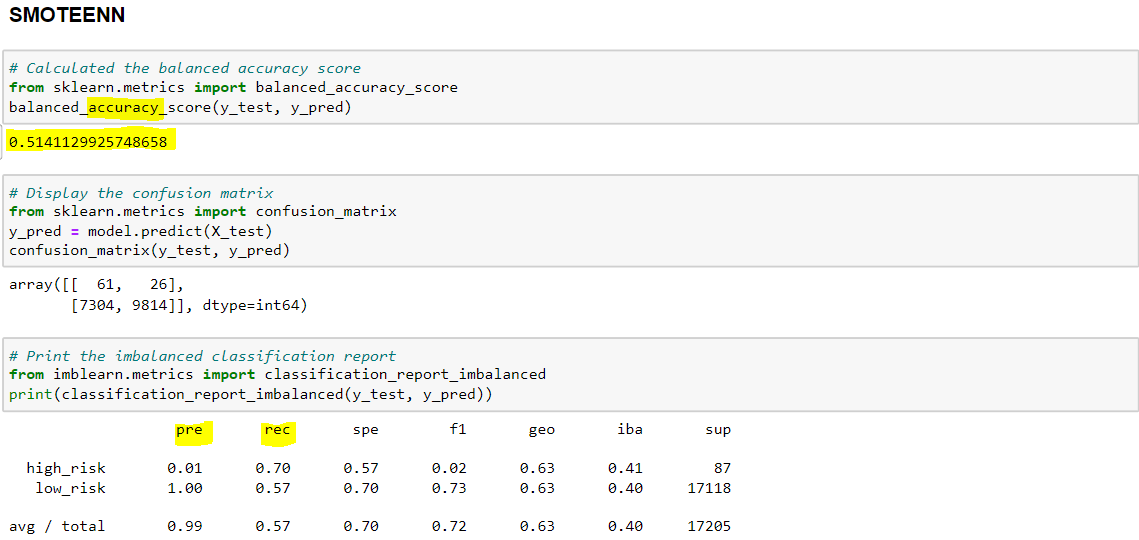 SMOTEENN
# Calculated the balanced accuracy score
from sklearn.metrics import balanced_accuracy_score
balanced_accuracy_score(y_test, y_pred)
0.5141129925748658
# Display the confusion matrix
from sklearn.metrics import confusion_matrix
y_pred = model.predict(X_test)
confusion_matrix(y_test, y_pred)
array([[  61,   26],
       [7304, 9814]], dtype=int64)
# Print the imbalanced classification report
from imblearn.metrics import classification_report_imbalanced
print(classification_report_imbalanced(y_test, y_pred))
pre rec spe f1 geo iba sup
high_risk 0.01 0.70 0.57 0.02 0.63 0.41 87
low_risk 1.00 0.57 0.70 0.73 0.63 0.40 17118
avg / total 0.99 0.57 0.70 0.72 0.63 0.40 17205